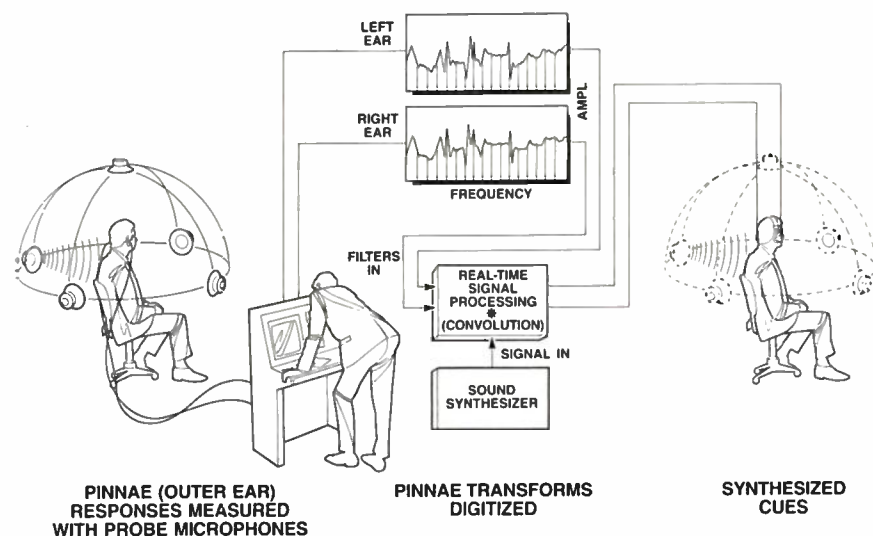 LEFT
EAR
RIGHT
EAR
AMPL
FREQUENCY
FILTERS
IN
REAL-TIME
SIGNAL
PROCESSING
*
(CONVOLUTION)
SIGNAL IN
SOUND
SYNTHESIZER
PINNAE (OUTER EAR)
RESPONSES MEASURED
WITH PROBE MICROPHONES
PINNAE TRANSFORMS
DIGITIZED
SYNTHESIZED
CUES